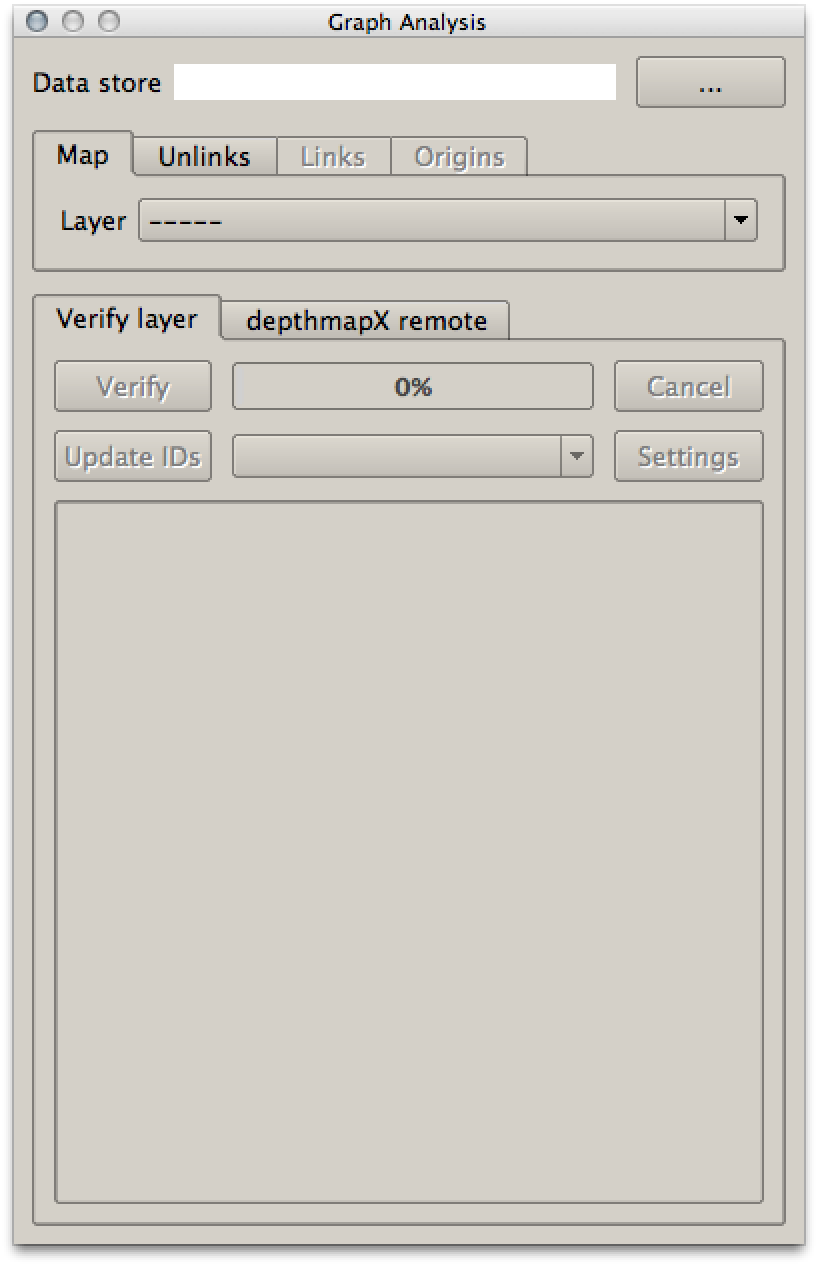 Graph Analysis
Data store ...
Map Unlinks Links Origins
Layer -----
Verify layer depthmapX remote
Verify 0% Cancel
Update IDs Settings